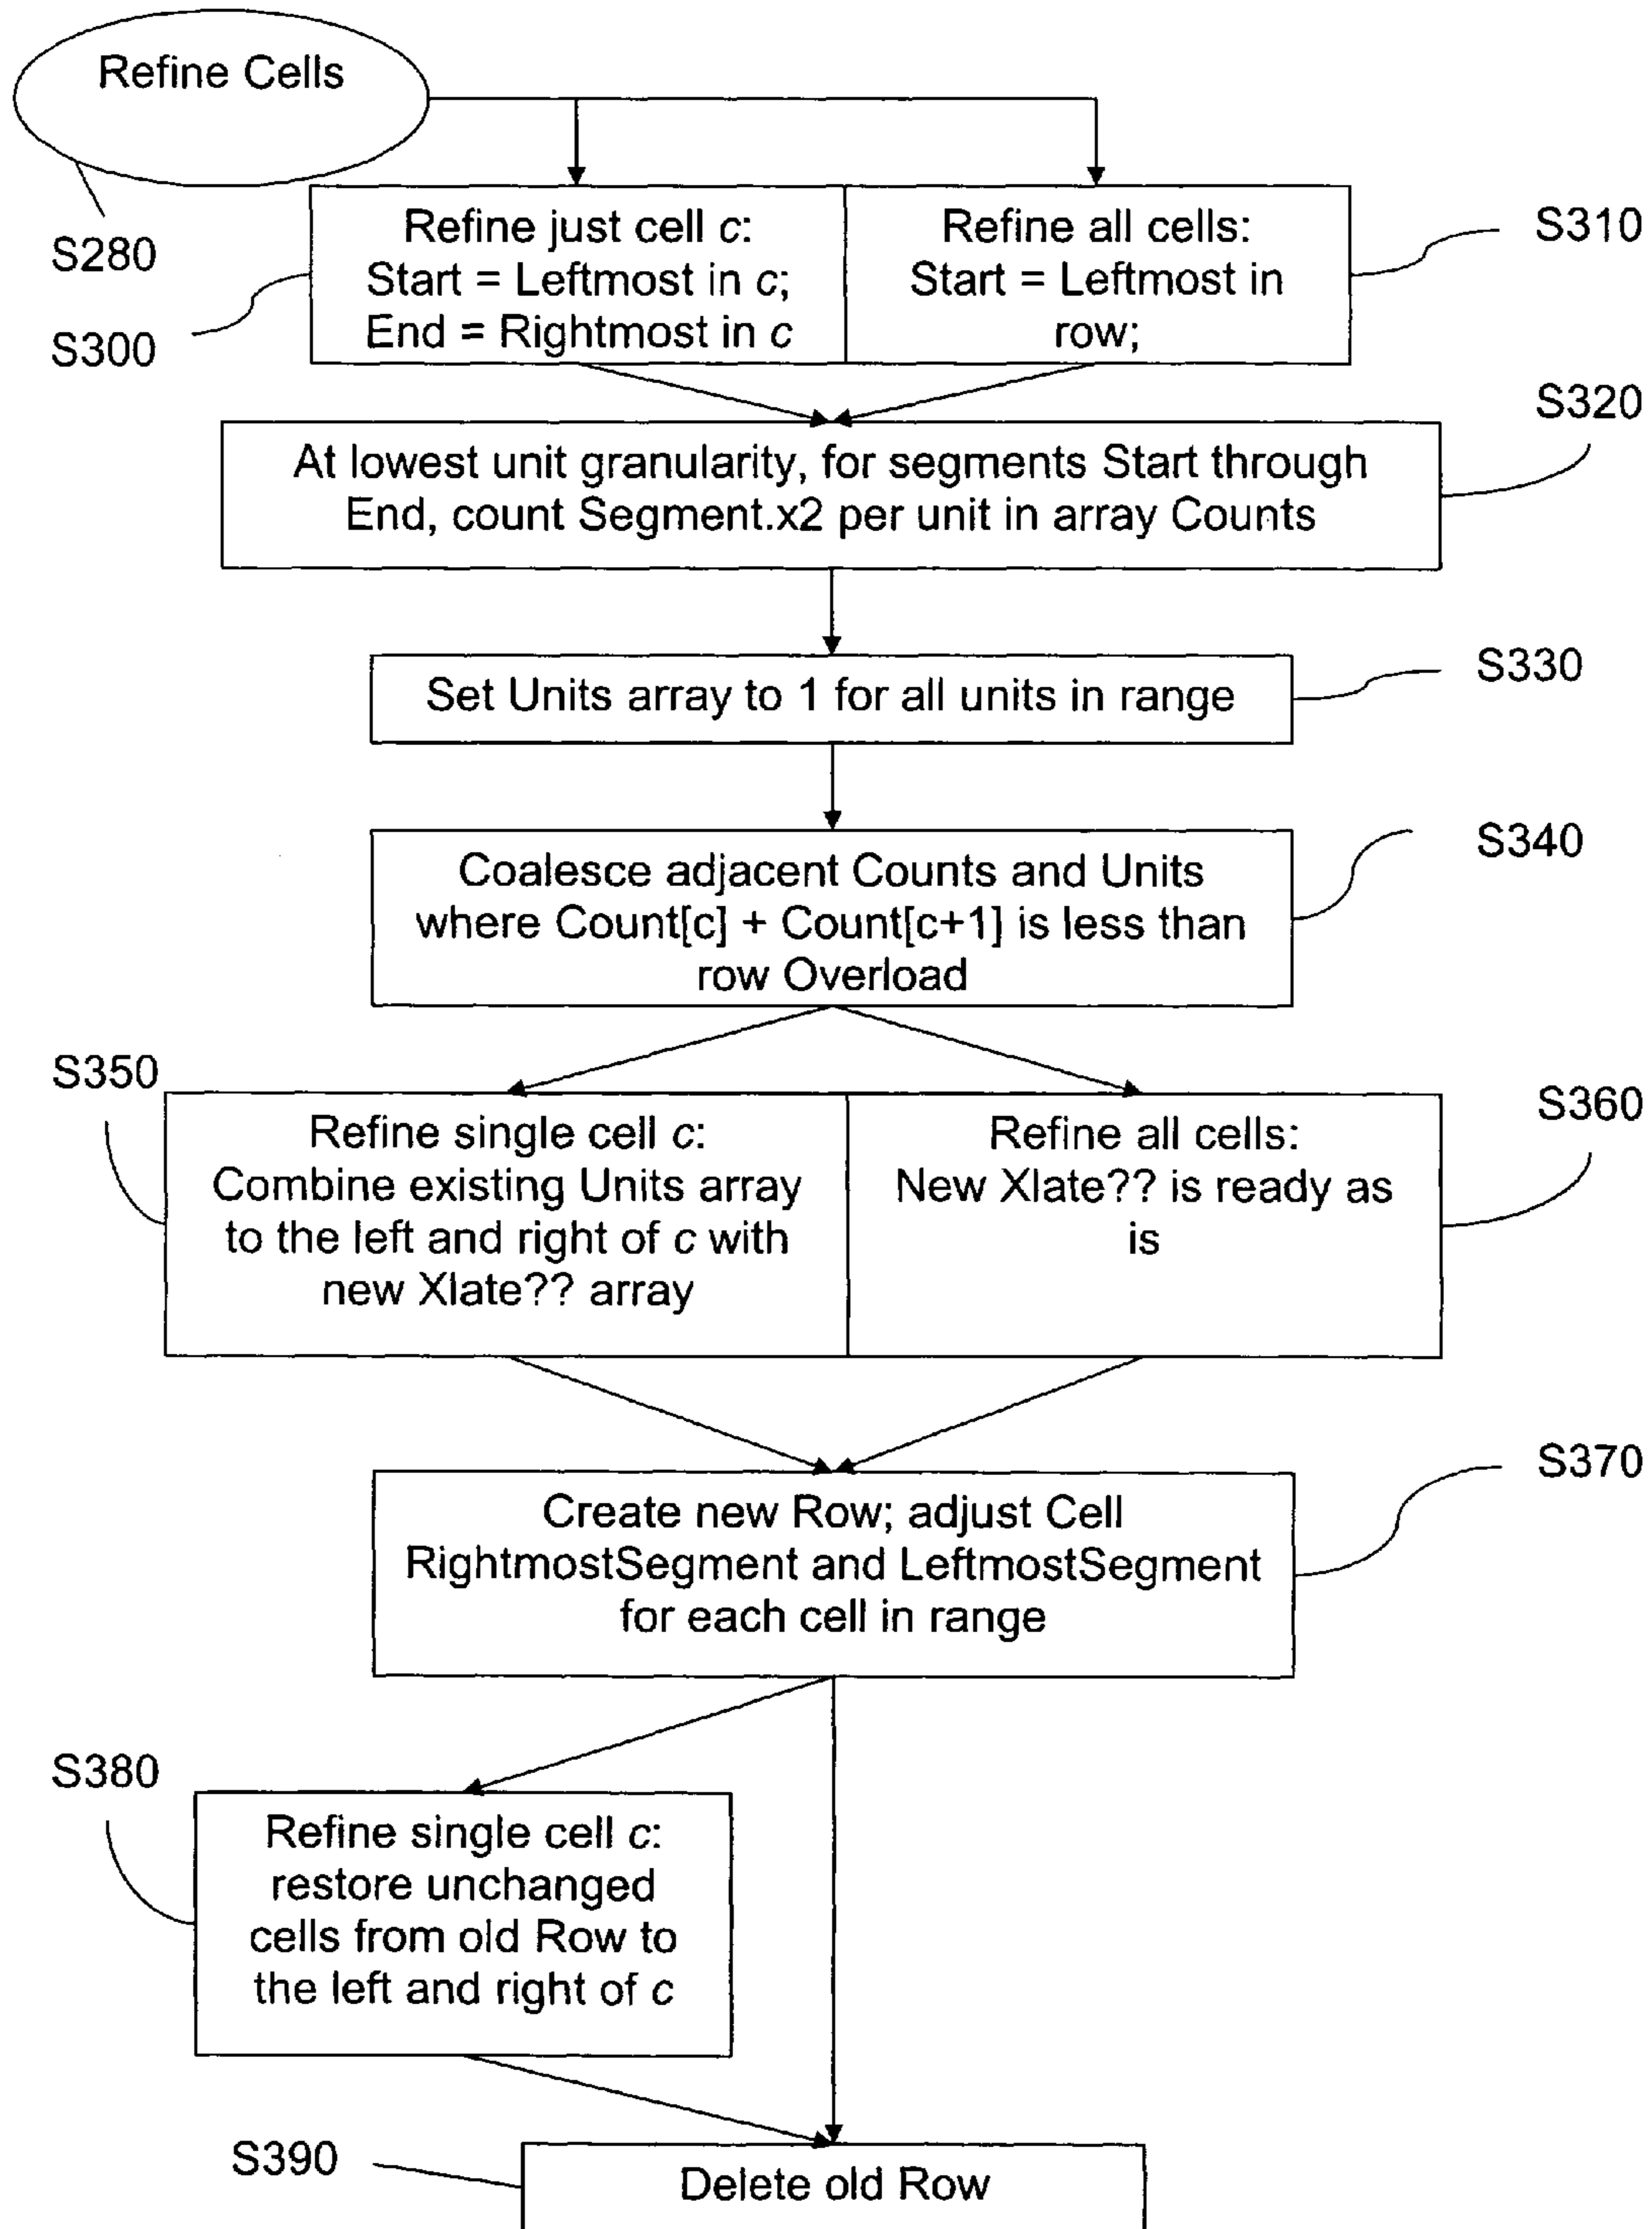 Refine Cells
S280
Refine just cell c:
Start = Leftmost in c;
End = Rightmost in c
S300
Refine all cells:
Start = Leftmost in
row;
S310
S320
At lowest unit granularity, for segments Start through
End, count Segment.x2 per unit in array Counts
S330
Set Units array to 1 for all units in range
S340
Coalesce adjacent Counts and Units
where Count[c] + Count[c+1] is less than
row Overload
S350
Refine single cell c:
Combine existing Units array
to the left and right of c with
new Xlate?? array
S360
Refine all cells:
New Xlate?? is ready as
is
S370
Create new Row; adjust Cell
RightmostSegment and LeftmostSegment
for each cell in range
S380
Refine single cell c:
restore unchanged
cells from old Row to
the left and right of c
S390
Delete old Row